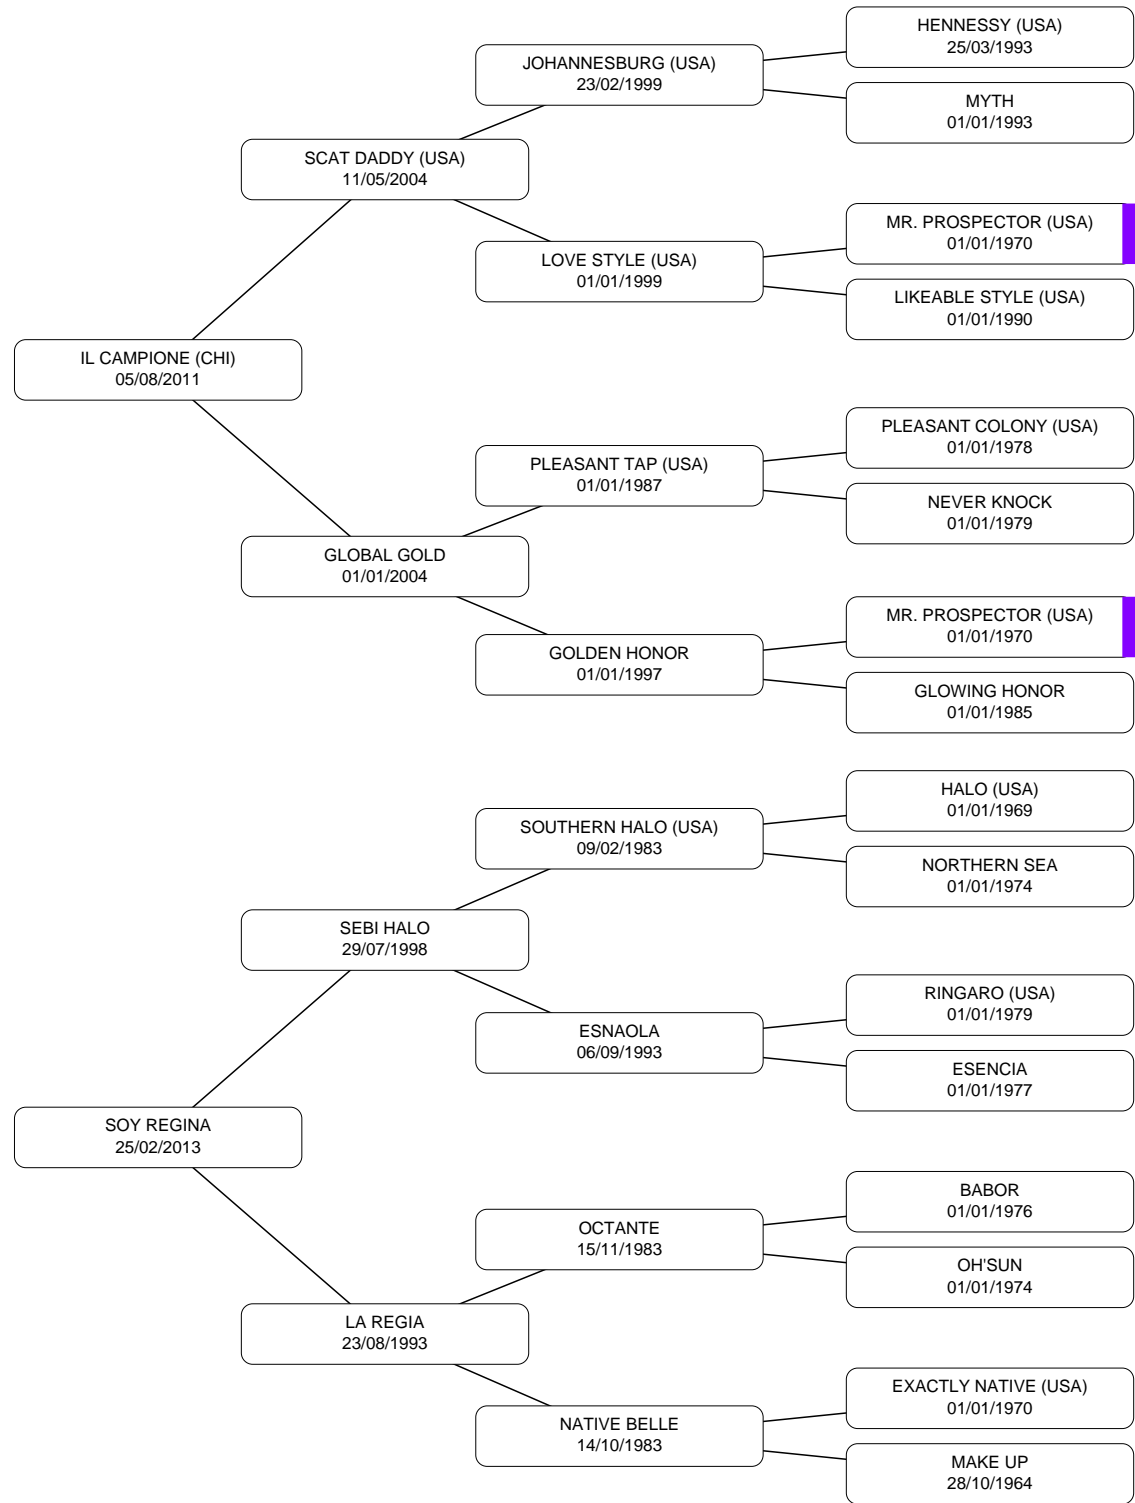 HENNESSY (USA)
25/03/1993
JOHANNESBURG (USA)
23/02/1999
MYTH
01/01/1993
SCAT DADDY (USA)
11/05/2004
MR. PROSPECTOR (USA)
01/01/1970
LOVE STYLE (USA)
01/01/1999
LIKEABLE STYLE (USA)
01/01/1990
IL CAMPIONE (CHI)
05/08/2011
PLEASANT COLONY (USA)
01/01/1978
PLEASANT TAP (USA)
01/01/1987
NEVER KNOCK
01/01/1979
GLOBAL GOLD
01/01/2004
MR. PROSPECTOR (USA)
01/01/1970
GOLDEN HONOR
01/01/1997
GLOWING HONOR
01/01/1985
HALO (USA)
01/01/1969
SOUTHERN HALO (USA)
09/02/1983
NORTHERN SEA
01/01/1974
SEBI HALO
29/07/1998
RINGARO (USA)
01/01/1979
ESNAOLA
06/09/1993
ESENCIA
01/01/1977
SOY REGINA
25/02/2013
BABOR
01/01/1976
OCTANTE
15/11/1983
OH'SUN
01/01/1974
LA REGIA
23/08/1993
EXACTLY NATIVE (USA)
01/01/1970
NATIVE BELLE
14/10/1983
MAKE UP
28/10/1964